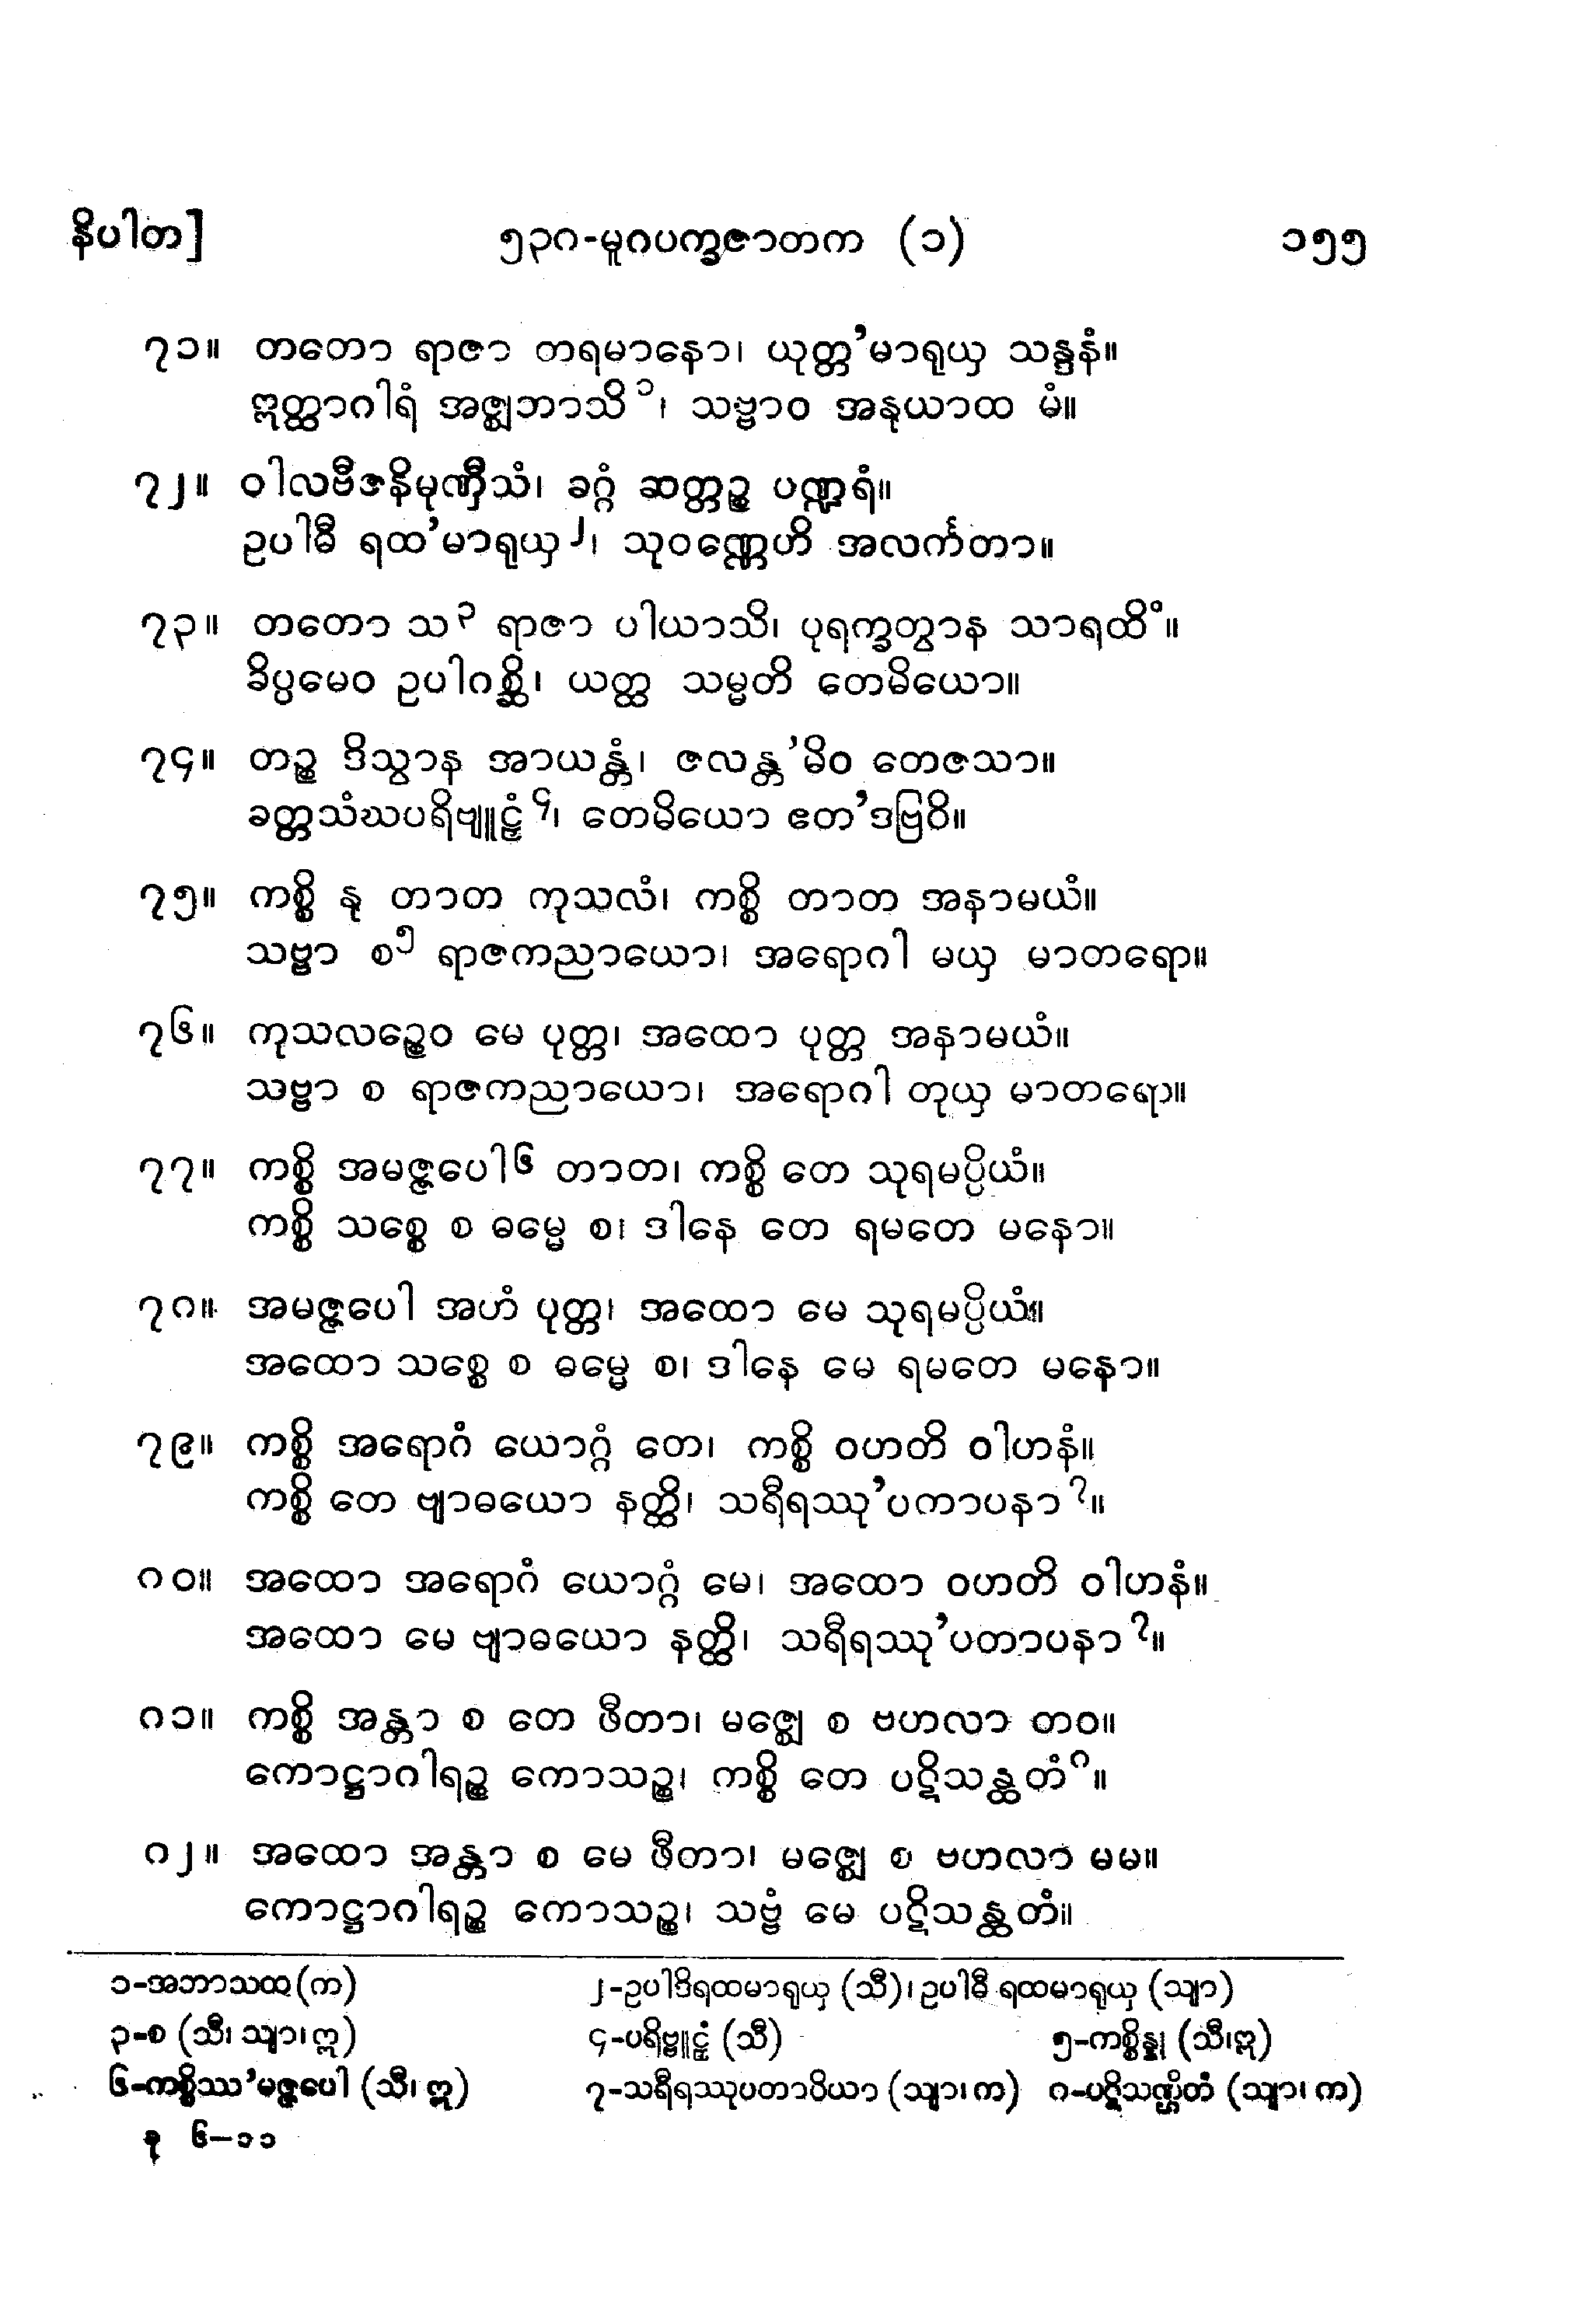 နိပါတ]
၅၃၈-မူဂပက္ခဇာတက (၁)
၁၅၅
၇၁။ တတော ရာဇာ တရမာနော၊ ယုတ္တ’မာရုယှ သန္ဒနံ။
ဣတ္ထာဂါရံ အဇ္ဈဘာသိ၁၊ သဗ္ဗာဝ အနုယာထ မံ။
၇၂။ ဝါလဗီဇနိမုဏှီသံ၊ ခဂ္ဂံ ဆတ္တဉ္စ ပဏ္ဍရံ။
ဥပါဓီ ရထ’မာရုယှ၂၊ သုဝဏ္ဏေဟိ အလင်္ကတာ။
၇၃။ တတော သ၃ ရာဇာ ပါယာသိ၊ ပုရက္ခတွာန သာရထိံ။
ခိပ္ပမေဝ ဥပါဂစ္ဆိ၊ ယတ္ထ သမ္မတိ တေမိယော။
၇၄။ တဉ္စ ဒိသွာန အာယန္တံ၊ ဇလန္တ’မိဝ တေဇသာ။
ခတ္တသံဃပရိဗျူဠှံ၄၊ တေမိယော ဧတ’ဒဗြဝိ။
၇၅။ ကစ္စိ နု တာတ ကုသလံ၊ ကစ္စိ တာတ အနာမယံ။
သဗ္ဗာ စ၅ ရာဇကညာယော၊ အရောဂါ မယှ မာတရော။
၇၆။ ကုသလဉ္စေဝ မေ ပုတ္တ၊ အထော ပုတ္တ အနာမယံ။
သဗ္ဗာ စ ရာဇကညာယော၊ အရောဂါ တုယှ မာတရော။
၇၇။ ကစ္စိ အမဇ္ဇပေါ၆ တာတ၊ ကစ္စိ တေ သုရမပ္ပိယံ။
ကစ္စိ သစ္စေ စ ဓမ္မေ စ၊ ဒါနေ တေ ရမတေ မနော။
၇၈။ အမဇ္ဇပေါ အဟံ ပုတ္တ၊ အထော မေ သုရမပ္ပိယံ။
အထော သစ္စေ စ ဓမ္မေ စ၊ ဒါနေ မေ ရမတေ မနော။
၇၉။ ကစ္စိ အရောဂံ ယောဂ္ဂံ တေ၊ ကစ္စိ ဝဟတိ ဝါဟနံ။
ကစ္စိ တေ ဗျာဓယော နတ္ထိ၊ သရီရဿု’ပကာပနာ၇။
၈၀။ အထော အရောဂံ ယောဂ္ဂံ မေ၊ အထော ဝဟတိ ဝါဟနံ။
အထော မေ ဗျာဓယော နတ္ထိ၊ သရီရဿု’ပတာပနာ၇။
၈၁။ ကစ္စိ အန္တာ စ တေ ဖီတာ၊ မဇ္ဈေ စ ဗဟလာ တဝ။
ကောဋ္ဌာဂါရဉ္စ ကောသဉ္စ၊ ကစ္စိ တေ ပဋိသန္ထတံ၈။
၈၂။ အထော အန္တာ စ မေ ဖီတာ၊ မဇ္ဈေ စ ဗဟလာ မမ။
ကောဋ္ဌာဂါရဉ္စ ကောသဉ္စ၊ သဗ္ဗံ မေ ပဋိသန္ထတံ။
၁-အဘာသထ (က)
၂-ဥပါဒိရထမာရုယှ (သီ)၊ ဥပါဓီ ရထမာရုယှ (သျာ)
၃-စ (သီ၊ သျာ၊ ဣ)
၄-ပရိဗ္ဗူဠှံ (သီ)
၅-ကစ္စိန္နု (သီ၊ ဣ)
၆-ကစ္စိဿ’မဇ္ဇပေါ (သီ၊ ဣ)
၇-သရီရဿုပတာပိယာ (သျာ၊ က)
၈-ပဋိသဏ္ဌိတံ (သျာ၊ က)
ခု ၆-၁၁